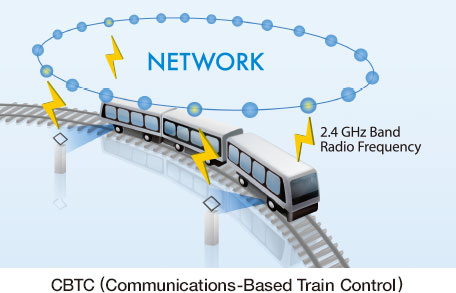 NETWORK
2.4 GHz Band
Radio Frequency
CBTC (Communications-Based Train Control)